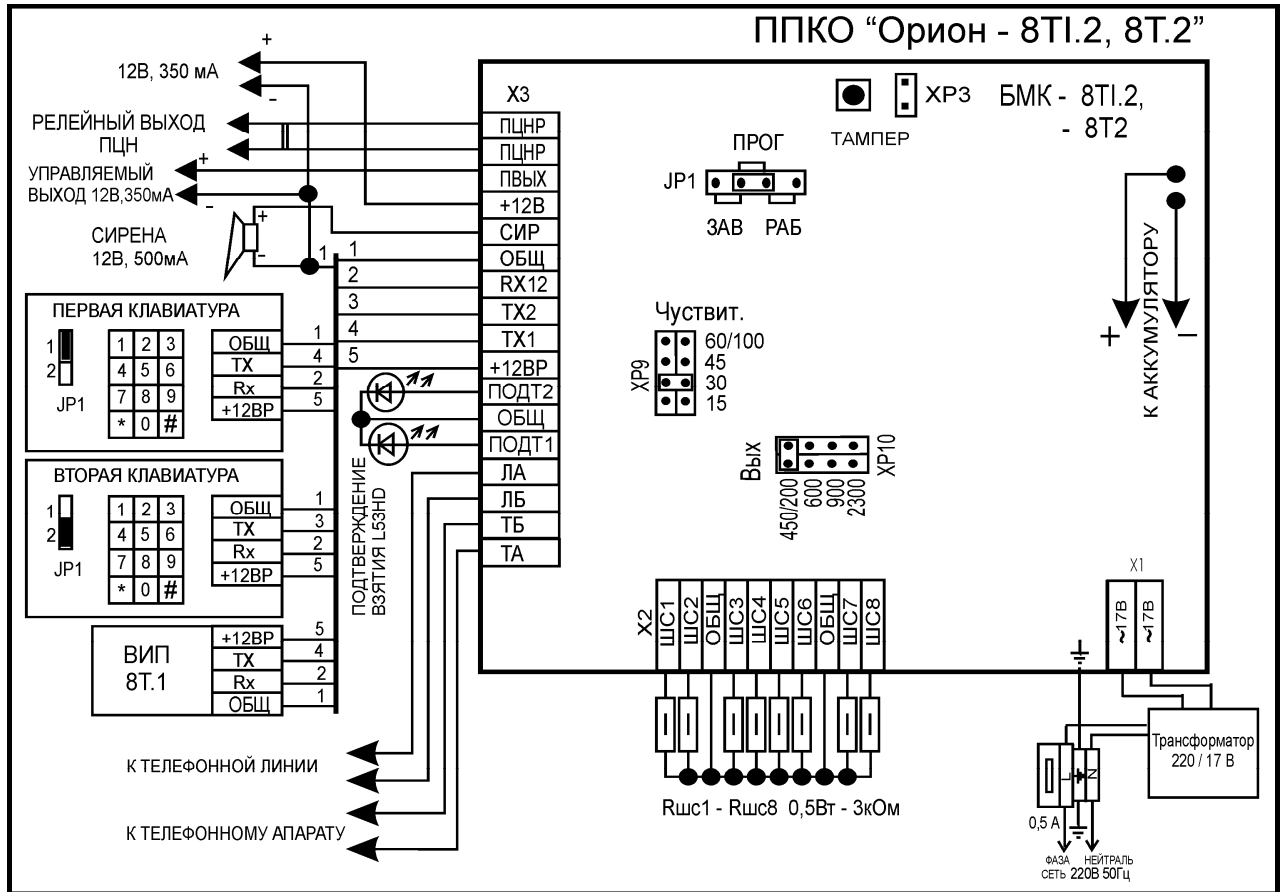 ППКО “Орион - 8TI.2, 8T.2”
+
12В, 350 мА
-
РЕЛЕЙНЫЙ ВЫХОД
ПЦН
УПРАВЛЯЕМЫЙ
ВЫХОД 12В,350мА
+
-
СИРЕНА
12В, 500мА
+
-
1
1
2
3
4
5
X3
ПЦНР
ПЦНР
ПВЫХ
+12В
СИР
ОБЩ
RX12
TX2
TX1
+12ВР
ПОДТ2
ОБЩ
ПОДТ1
ЛА
ЛБ
ТБ
ТА
ТАМПЕР
XP3
БМК - 8TI.2,
- 8T2
ПРОГ
JP1
ЗАВ РАБ
К АККУМУЛЯТОРУ
+
-
Чуствит.
XP9
60/100
45
30
15
Вых
XP10
450/200
600
900
2300
ПЕРВАЯ КЛАВИАТУРА
1
2
JP1
1 2 3
4 5 6
7 8 9
* 0 #
ОБЩ 1
TX 4
Rx 2
+12ВР 5
ВТОРАЯ КЛАВИАТУРА
1
2
JP1
1 2 3
4 5 6
7 8 9
* 0 #
ОБЩ 1
TX 3
Rx 2
+12ВР 5
ВИП
8Т.1
+12ВР 5
TX 4
Rx 2
ОБЩ 1
ПОДТВЕРЖДЕНИЕ
ВЗЯТИЯ L53HD
К ТЕЛЕФОННОЙ ЛИНИИ
К ТЕЛЕФОННОМУ АПАРАТУ
X2
ШС1
ШС2
ОБЩ
ШС3
ШС4
ШС5
ШС6
ОБЩ
ШС7
ШС8
Rшс1 - Rшс8 0,5Вт - 3кОм
X1
~17В
~17В
Трансформатор
220 / 17 В
L
N
0,5 А
ФАЗА НЕЙТРАЛЬ
СЕТЬ 220В 50Гц